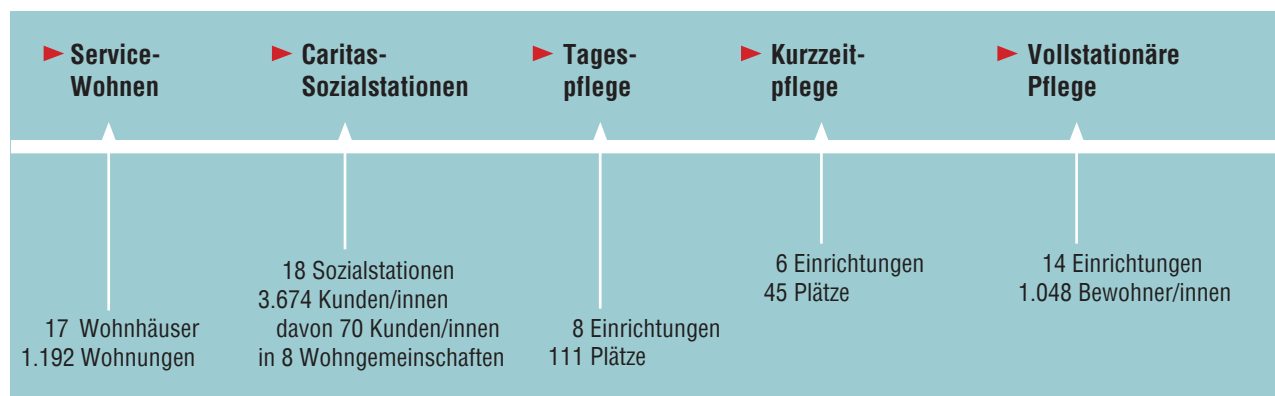 Service-
Wohnen
Caritas-
Sozialstationen
Tages-
pflege
Kurzzeit-
pflege
Vollstationäre
Pflege
17 Wohnhäuser
1.192 Wohnungen
18 Sozialstationen
3.674 Kunden/innen
davon 70 Kunden/innen
in 8 Wohngemeinschaften
8 Einrichtungen
111 Plätze
6 Einrichtungen
45 Plätze
14 Einrichtungen
1.048 Bewohner/innen